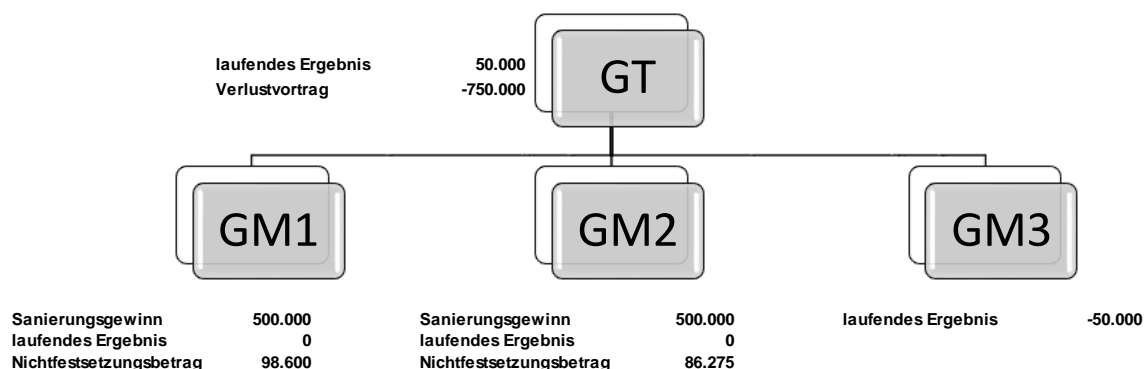 laufendes Ergebnis 50.000
Verlustvortrag -750.000
GT
GM1
GM2
GM3
Sanierungsgewinn 500.000
laufendes Ergebnis 0
Nichtfestsetzungsbetrag 98.600
Sanierungsgewinn 500.000
laufendes Ergebnis 0
Nichtfestsetzungsbetrag 86.275
laufendes Ergebnis -50.000